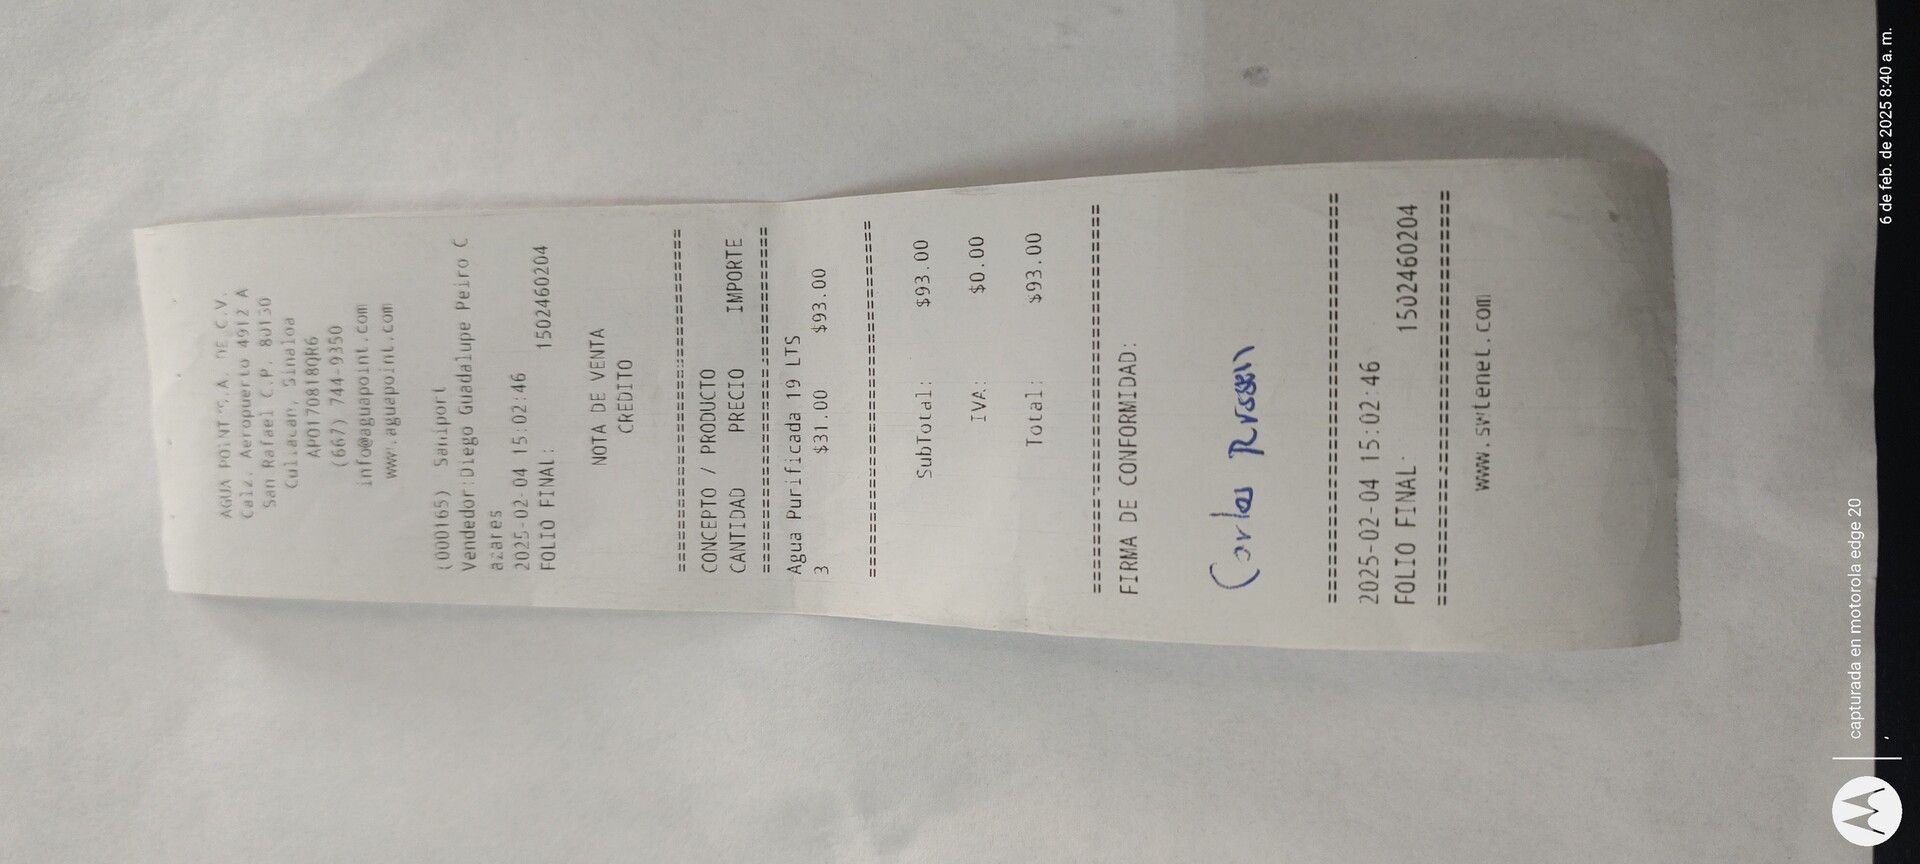 AGUA POINT S.A. DE C.V.
Calz. Aeropuerto 4912 A
San Rafael C.P. 80130
Culiacan, Sinaloa
APO170818QR6
(667) 744-9350
info@aguapoint.com
www.aguapoint.com
(000165) Saniport
Vendedor:Diego Guadalupe Peiro C
azares
2025-02-04 15:02:46
FOLIO FINAL: 1502460204
NOTA DE VENTA
CREDITO
================================
CONCEPTO / PRODUCTO
CANTIDAD PRECIO IMPORTE
================================
Agua Purificada 19 LTS
3 $31.00 $93.00
================================
SubTotal: $93.00
IVA: $0.00
Total: $93.00
================================
FIRMA DE CONFORMIDAD:
Carlos
================================
2025-02-04 15:02:46
FOLIO FINAL: 1502460204
================================
www.svtenet.com
capturada en motorola edge 20
6 de feb. de 2025 8:40 a. m.